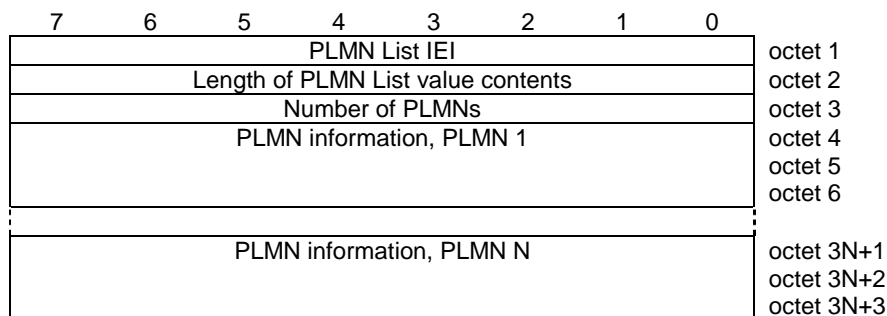 7 6 5 4 3 2 1 0
PLMN List IEI octet 1
Length of PLMN List value contents octet 2
Number of PLMNs octet 3
PLMN information, PLMN 1 octet 4
octet 5
octet 6
PLMN information, PLMN N octet 3N+1
octet 3N+2
octet 3N+3